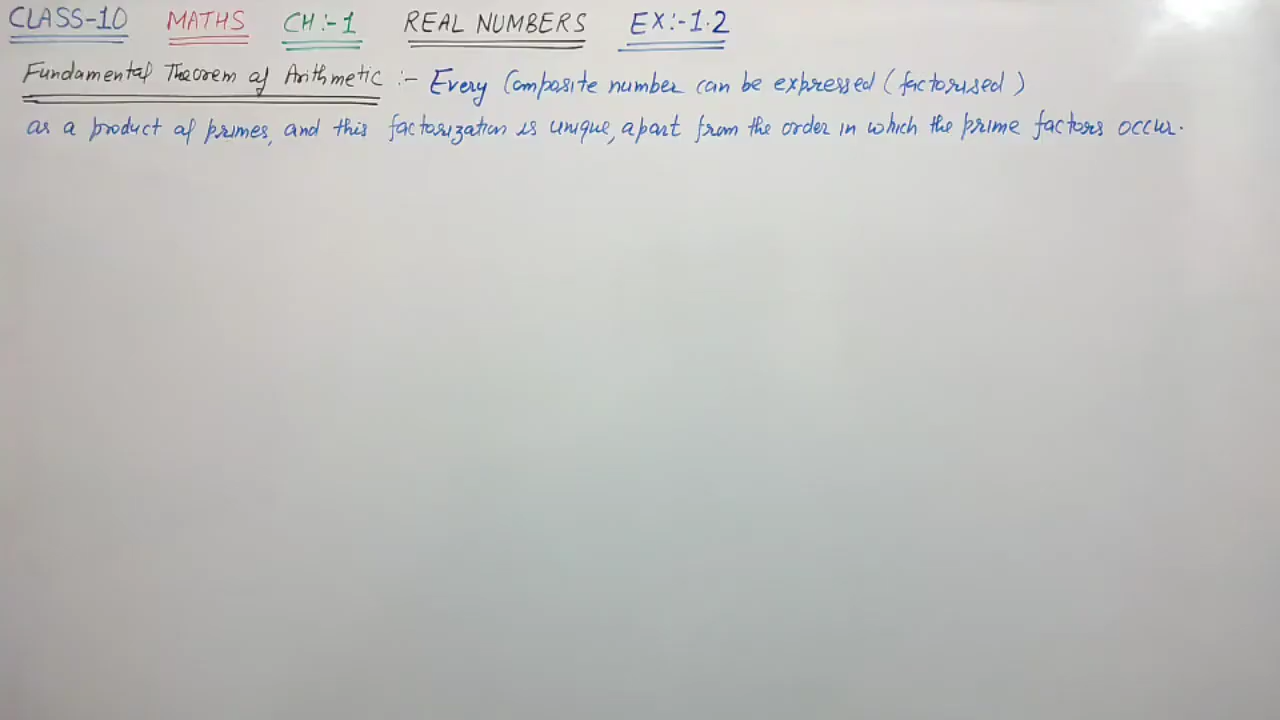 CLASS-10 MATHS CH:-1 REAL NUMBERS EX:-1.2
Fundamental Theorem of Arithmetic :- Every Composite number can be expressed (factorised)
as a product of primes, and this factorization is unique, apart from the order in which the prime factors occur.